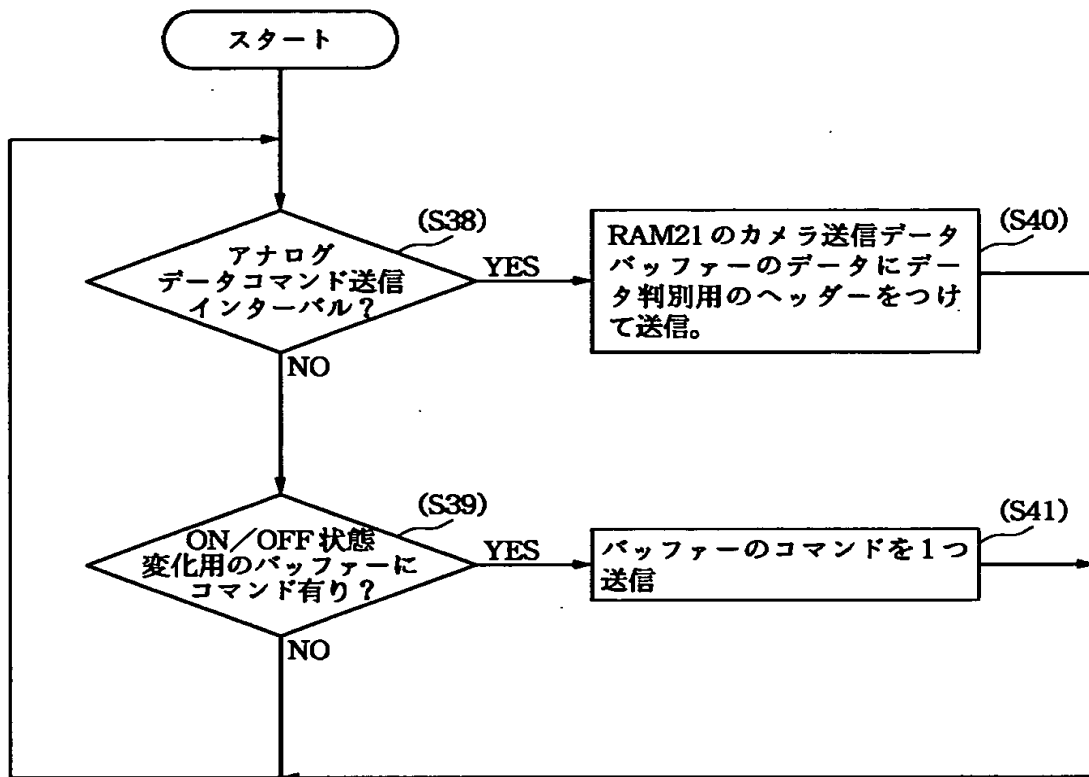 スタート
(S38)
アナログ
データコマンド送信
インターバル?
YES
NO
(S40)
RAM21のカメラ送信データ
バッファーのデータにデー
タ判別用のヘッダーをつけ
て送信。
(S39)
ON/OFF状態
変化用のバッファーに
コマンド有り?
YES
NO
(S41)
バッファーのコマンドを1つ
送信